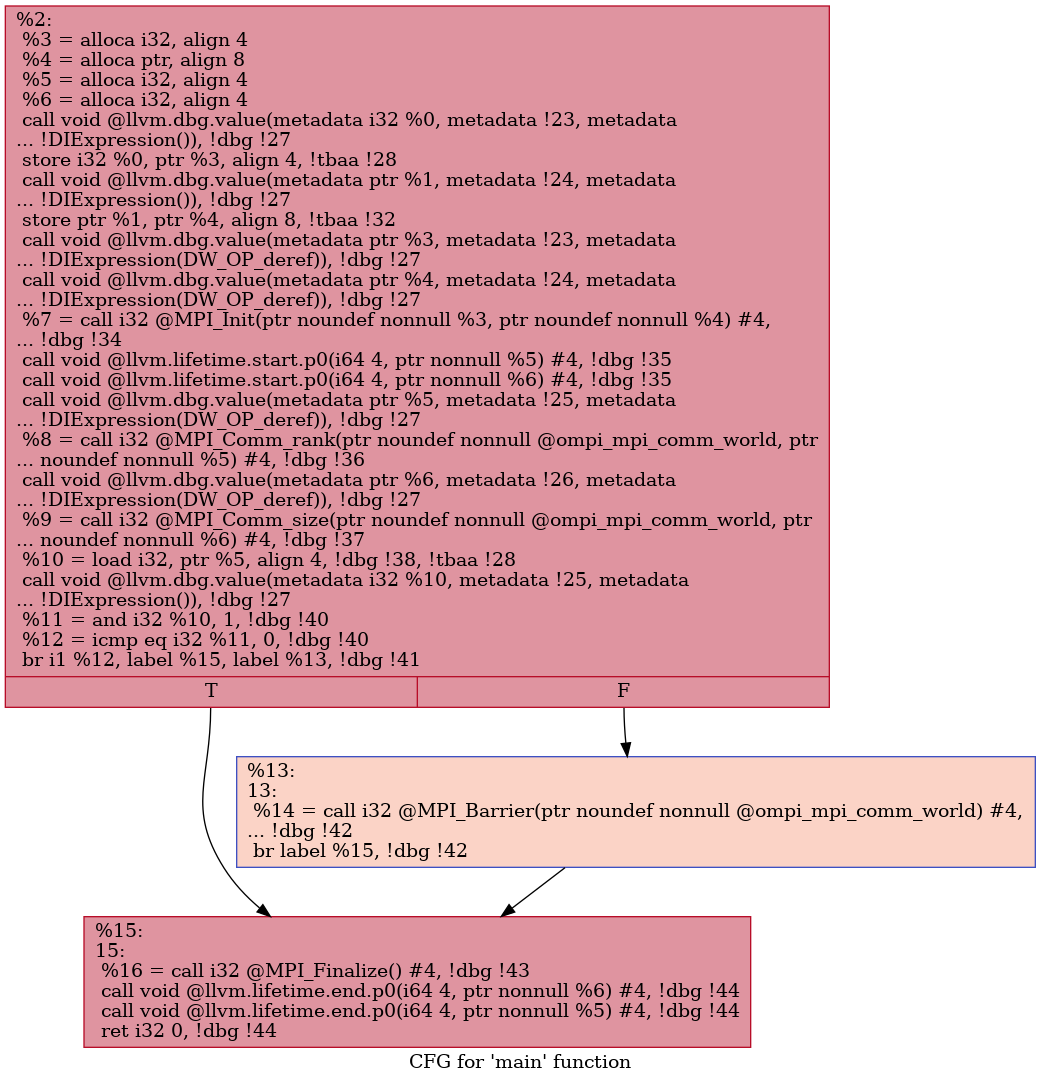 %2:
%3 = alloca i32, align 4
%4 = alloca ptr, align 8
%5 = alloca i32, align 4
%6 = alloca i32, align 4
call void @llvm.dbg.value(metadata i32 %0, metadata !23, metadata
... !DIExpression()), !dbg !27
store i32 %0, ptr %3, align 4, !tbaa !28
call void @llvm.dbg.value(metadata ptr %1, metadata !24, metadata
... !DIExpression()), !dbg !27
store ptr %1, ptr %4, align 8, !tbaa !32
call void @llvm.dbg.value(metadata ptr %3, metadata !23, metadata
... !DIExpression(DW_OP_deref)), !dbg !27
call void @llvm.dbg.value(metadata ptr %4, metadata !24, metadata
... !DIExpression(DW_OP_deref)), !dbg !27
%7 = call i32 @MPI_Init(ptr noundef nonnull %3, ptr noundef nonnull %4) #4,
... !dbg !34
call void @llvm.lifetime.start.p0(i64 4, ptr nonnull %5) #4, !dbg !35
call void @llvm.lifetime.start.p0(i64 4, ptr nonnull %6) #4, !dbg !35
call void @llvm.dbg.value(metadata ptr %5, metadata !25, metadata
... !DIExpression(DW_OP_deref)), !dbg !27
%8 = call i32 @MPI_Comm_rank(ptr noundef nonnull @ompi_mpi_comm_world, ptr
... noundef nonnull %5) #4, !dbg !36
call void @llvm.dbg.value(metadata ptr %6, metadata !26, metadata
... !DIExpression(DW_OP_deref)), !dbg !27
%9 = call i32 @MPI_Comm_size(ptr noundef nonnull @ompi_mpi_comm_world, ptr
... noundef nonnull %6) #4, !dbg !37
%10 = load i32, ptr %5, align 4, !dbg !38, !tbaa !28
call void @llvm.dbg.value(metadata i32 %10, metadata !25, metadata
... !DIExpression()), !dbg !27
%11 = and i32 %10, 1, !dbg !40
%12 = icmp eq i32 %11, 0, !dbg !40
br i1 %12, label %15, label %13, !dbg !41
T F
%13:
13:
%14 = call i32 @MPI_Barrier(ptr noundef nonnull @ompi_mpi_comm_world) #4,
... !dbg !42
br label %15, !dbg !42
%15:
15:
%16 = call i32 @MPI_Finalize() #4, !dbg !43
call void @llvm.lifetime.end.p0(i64 4, ptr nonnull %6) #4, !dbg !44
call void @llvm.lifetime.end.p0(i64 4, ptr nonnull %5) #4, !dbg !44
ret i32 0, !dbg !44
CFG for 'main' function